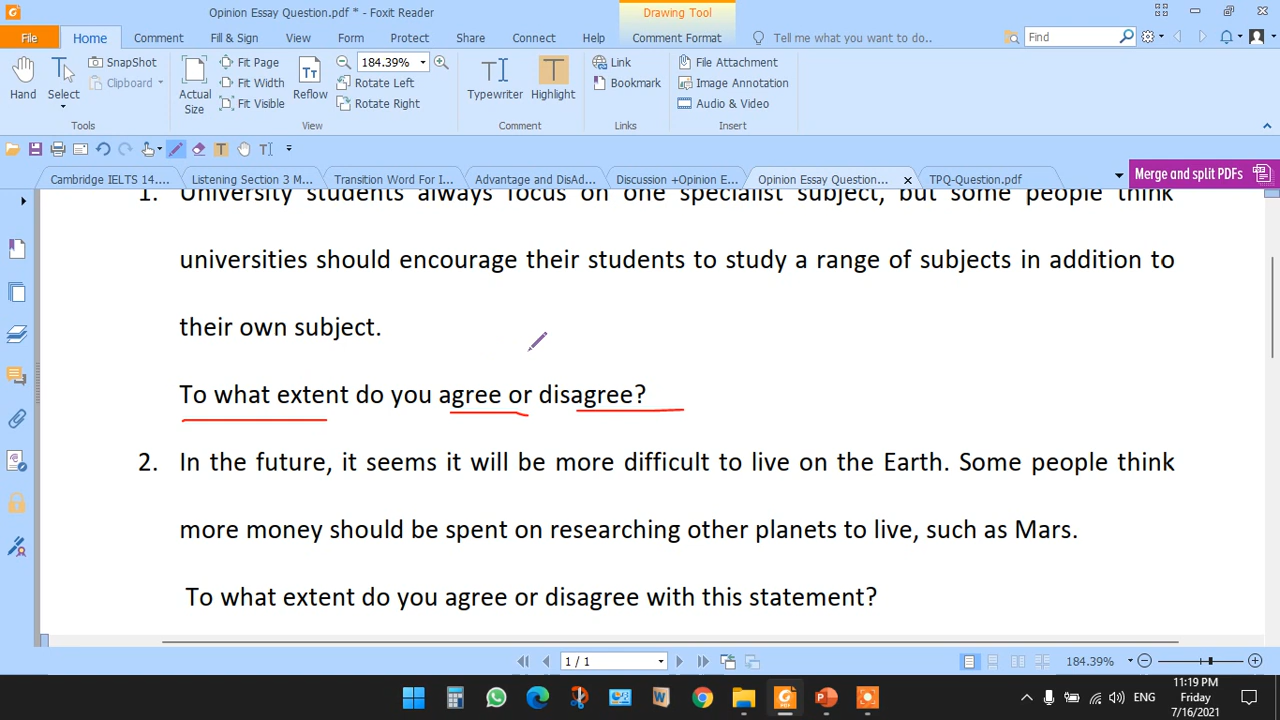 Opinion Essay Question.pdf * - Foxit Reader
Drawing Tool
File Home Comment Fill & Sign View Form Protect Share Connect Help Comment Format Tell me what you want to do.. Find
Hand Select SnapShot Clipboard Actual Size Fit Page Fit Width Fit Visible Reflow 184.39% Rotate Left Rotate Right Typewriter Highlight Link Bookmark File Attachment Image Annotation Audio & Video
Tools View Comment Links Insert
Cambridge IELTS 14.... Listening Section 3 M... Transition Word For I... Advantage and DisAd... Discussion +Opinion E... Opinion Essay Question.... TPQ-Question.pdf Merge and split PDFs
1. University students always focus on one specialist subject, but some people think
universities should encourage their students to study a range of subjects in addition to
their own subject.
To what extent do you agree or disagree?
2. In the future, it seems it will be more difficult to live on the Earth. Some people think
more money should be spent on researching other planets to live, such as Mars.
To what extent do you agree or disagree with this statement?
1 / 1 184.39%
ENG
11:19 PM
Friday
7/16/2021